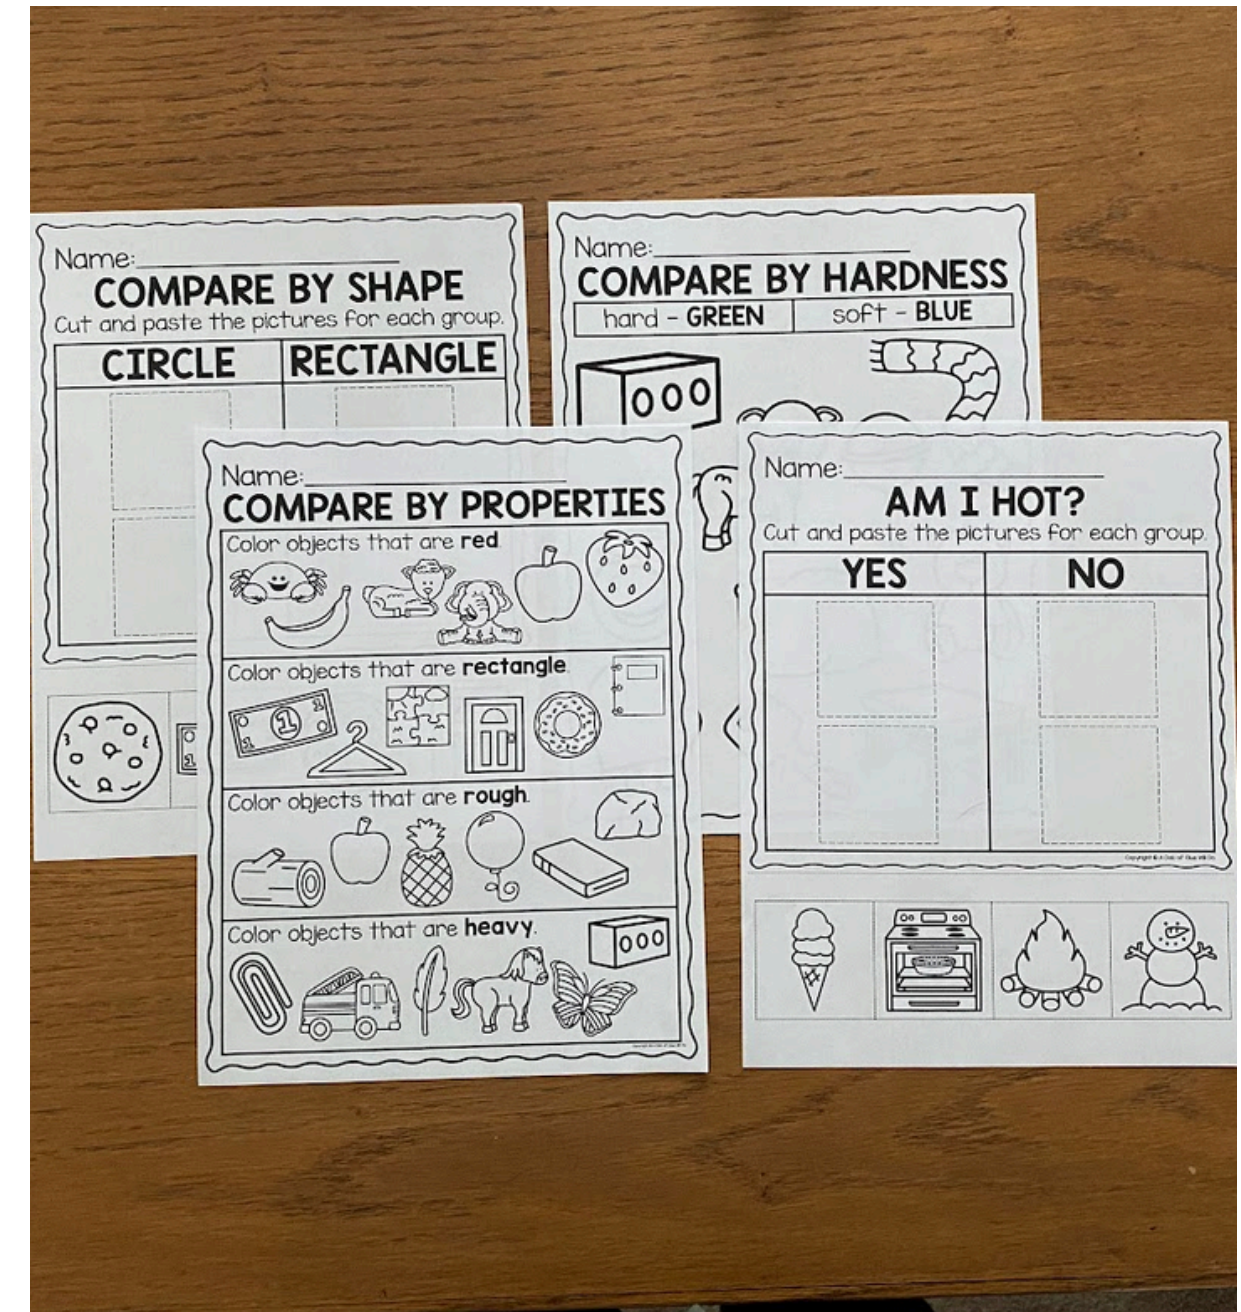 Name:
COMPARE BY SHAPE
Cut and paste the pictures for each group.
CIRCLE RECTANGLE
1
Name:
COMPARE BY HARDNESS
hard - GREEN soft - BLUE
Name:
COMPARE BY PROPERTIES
Color objects that are red.
Color objects that are rectangle.
1 1 1
Color objects that are rough.
Color objects that are heavy.
Name:
AM I HOT?
Cut and paste the pictures for each group.
YES NO